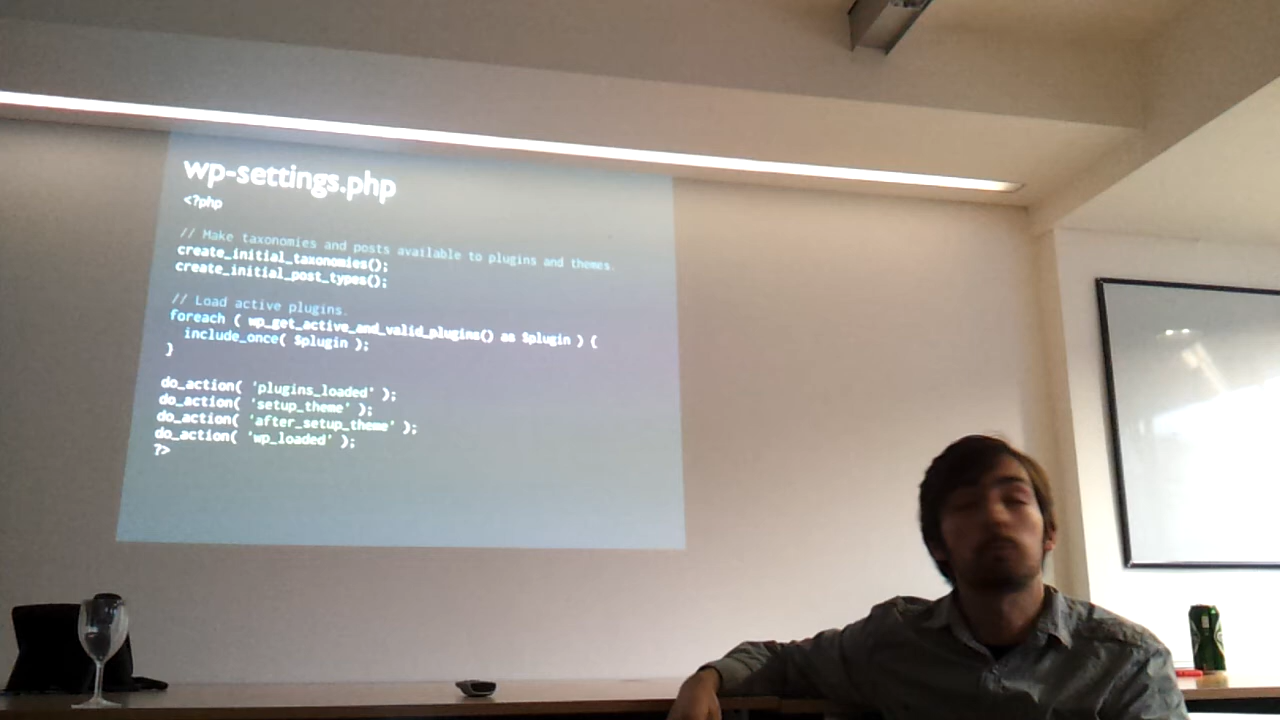 wp-settings.php
<?php
// Make taxonomies and posts available to plugins and themes.
create_initial_taxonomies();
create_initial_post_types();
// Load active plugins.
foreach ( wp_get_active_and_valid_plugins() as $plugin ) {
include_once( $plugin );
}
do_action( 'plugins_loaded' );
do_action( 'setup_theme' );
do_action( 'after_setup_theme' );
do_action( 'wp_loaded' );
?>